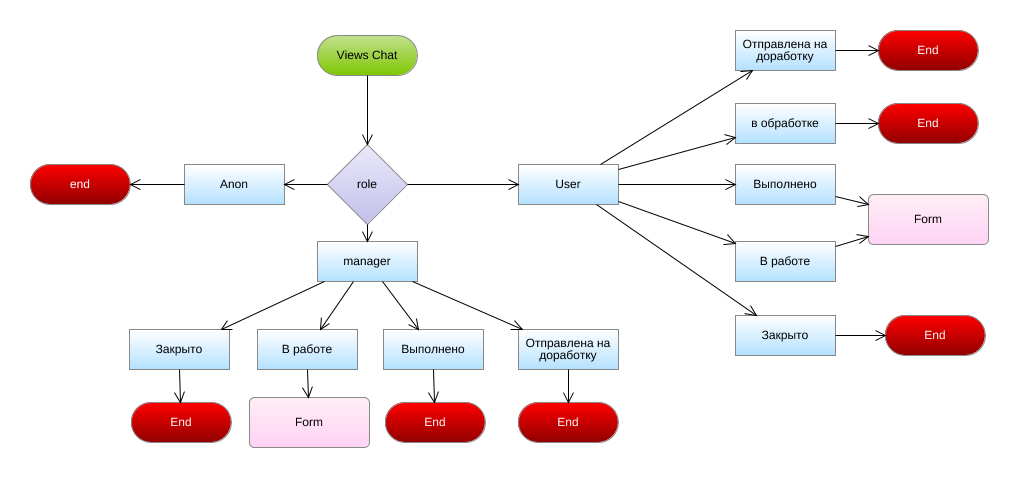 Views Chat
Отправлена на
доработку
End
в обработке
End
end
Anon
role
User
Выполнено
Form
manager
В работе
Закрыто
End
Закрыто
В работе
Выполнено
Отправлена на
доработку
End
Form
End
End